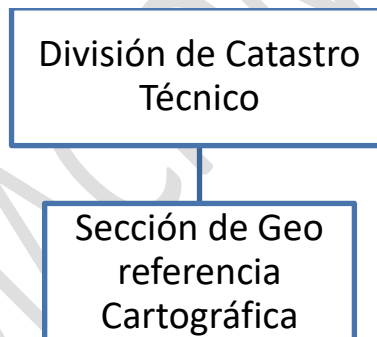 División de Catastro
Técnico
Sección de Geo
referencia
Cartográfica